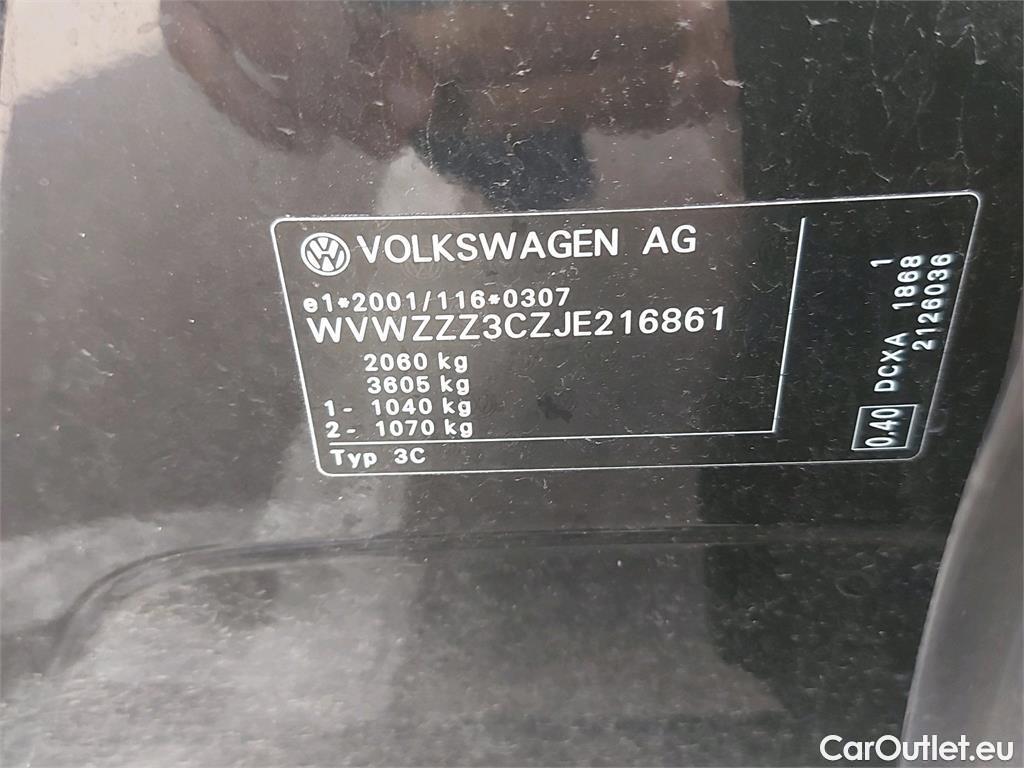 VOLKSWAGEN AG
e1*2001/116*0307
WVWZZZ3CZJE216861
2060 kg
3605 kg
1- 1040 kg
2- 1070 kg
Typ 3C
0.40 DCXA 1868 1
2126036
CarOutlet.eu